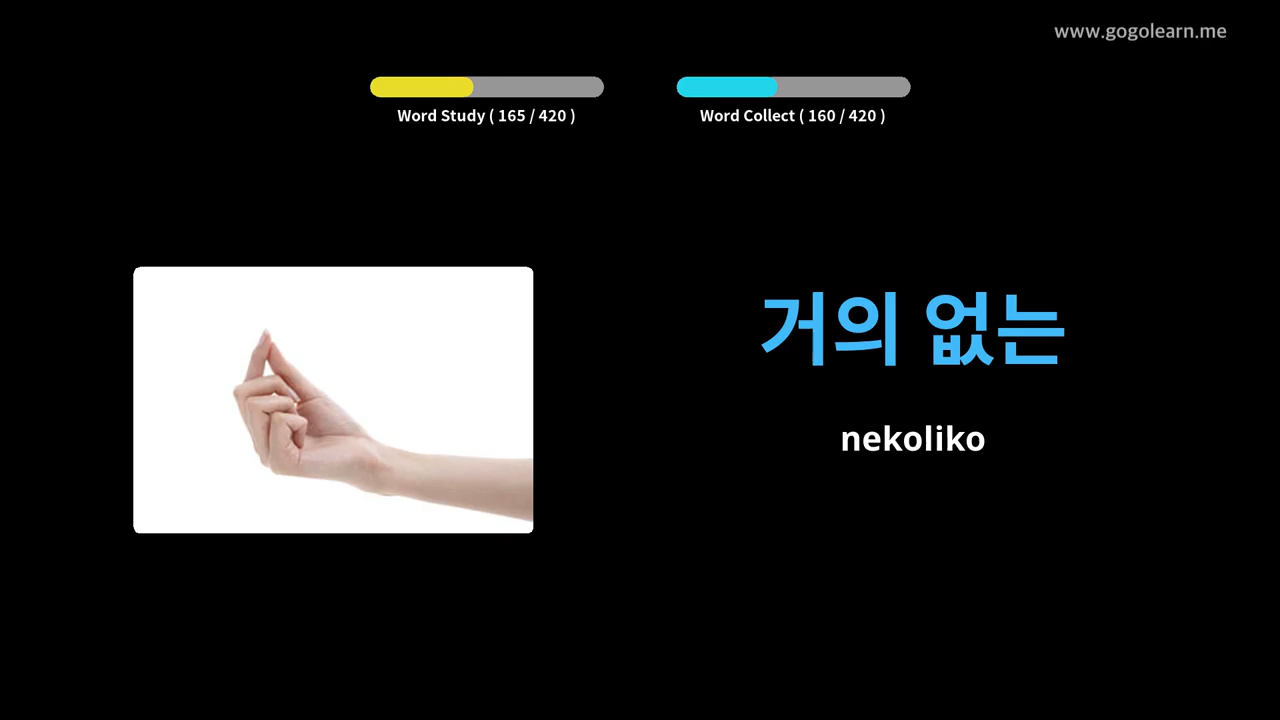 www.gogolearn.me
Word Study ( 165 / 420 )
Word Collect ( 160 / 420 )
거의 없는
nekoliko